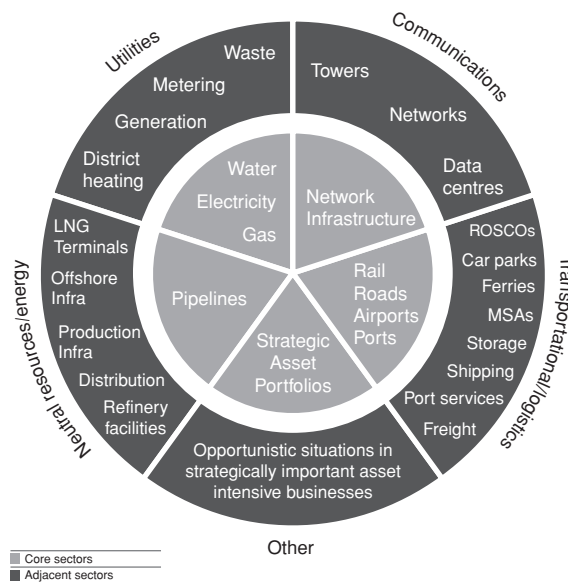 Utilities
Waste
Metering
Generation
District
heating
Water
Electricity
Gas
Communications
Towers
Networks
Data
centres
Network
Infrastructure
Transportational/logistics
ROSCOs
Car parks
Ferries
MSAs
Storage
Shipping
Port services
Freight
Rail
Roads
Airports
Ports
Neutral resources/energy
LNG
Terminals
Offshore
Infra
Production
Infra
Distribution
Refinery
facilities
Pipelines
Strategic
Asset
Portfolios
Opportunistic situations in
strategically important asset
intensive businesses
Other
Core sectors
Adjacent sectors